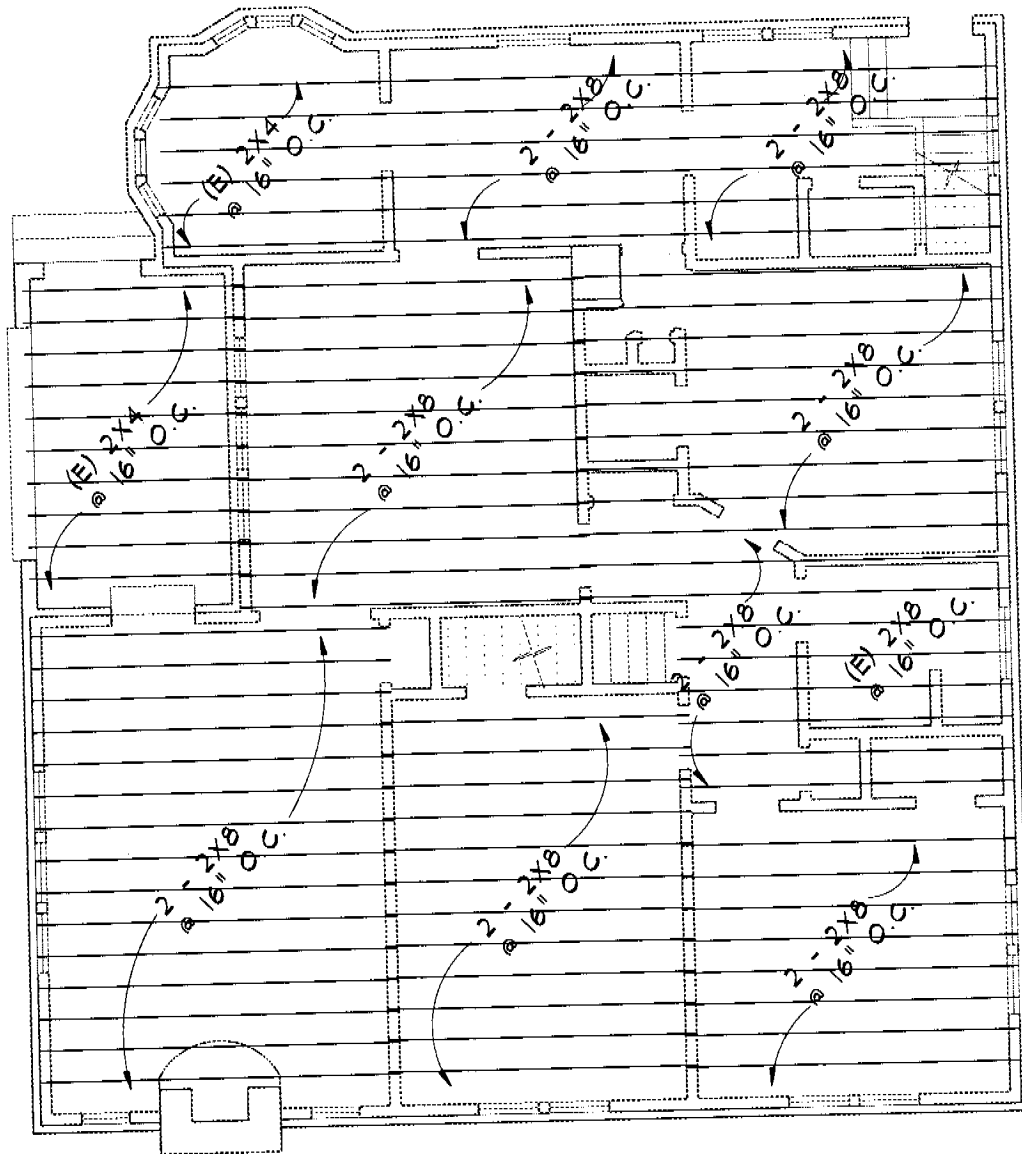 (E) 2X4
@ 16" O.C.
2 - 2X8
@ 16" O.C.
2 - 2X8
@ 16" O.C.
(E) 2X4
@ 16" O.C.
2 - 2X8
@ 16" O.C.
2 - 2X8
@ 16" O.C.
2 - 2X8
@ 16" O.C.
(E) 2X8
@ 16" O.C.
2 - 2X8
@ 16" O.C.
2 - 2X8
@ 16" O.C.
2 - 2X8
@ 16" O.C.